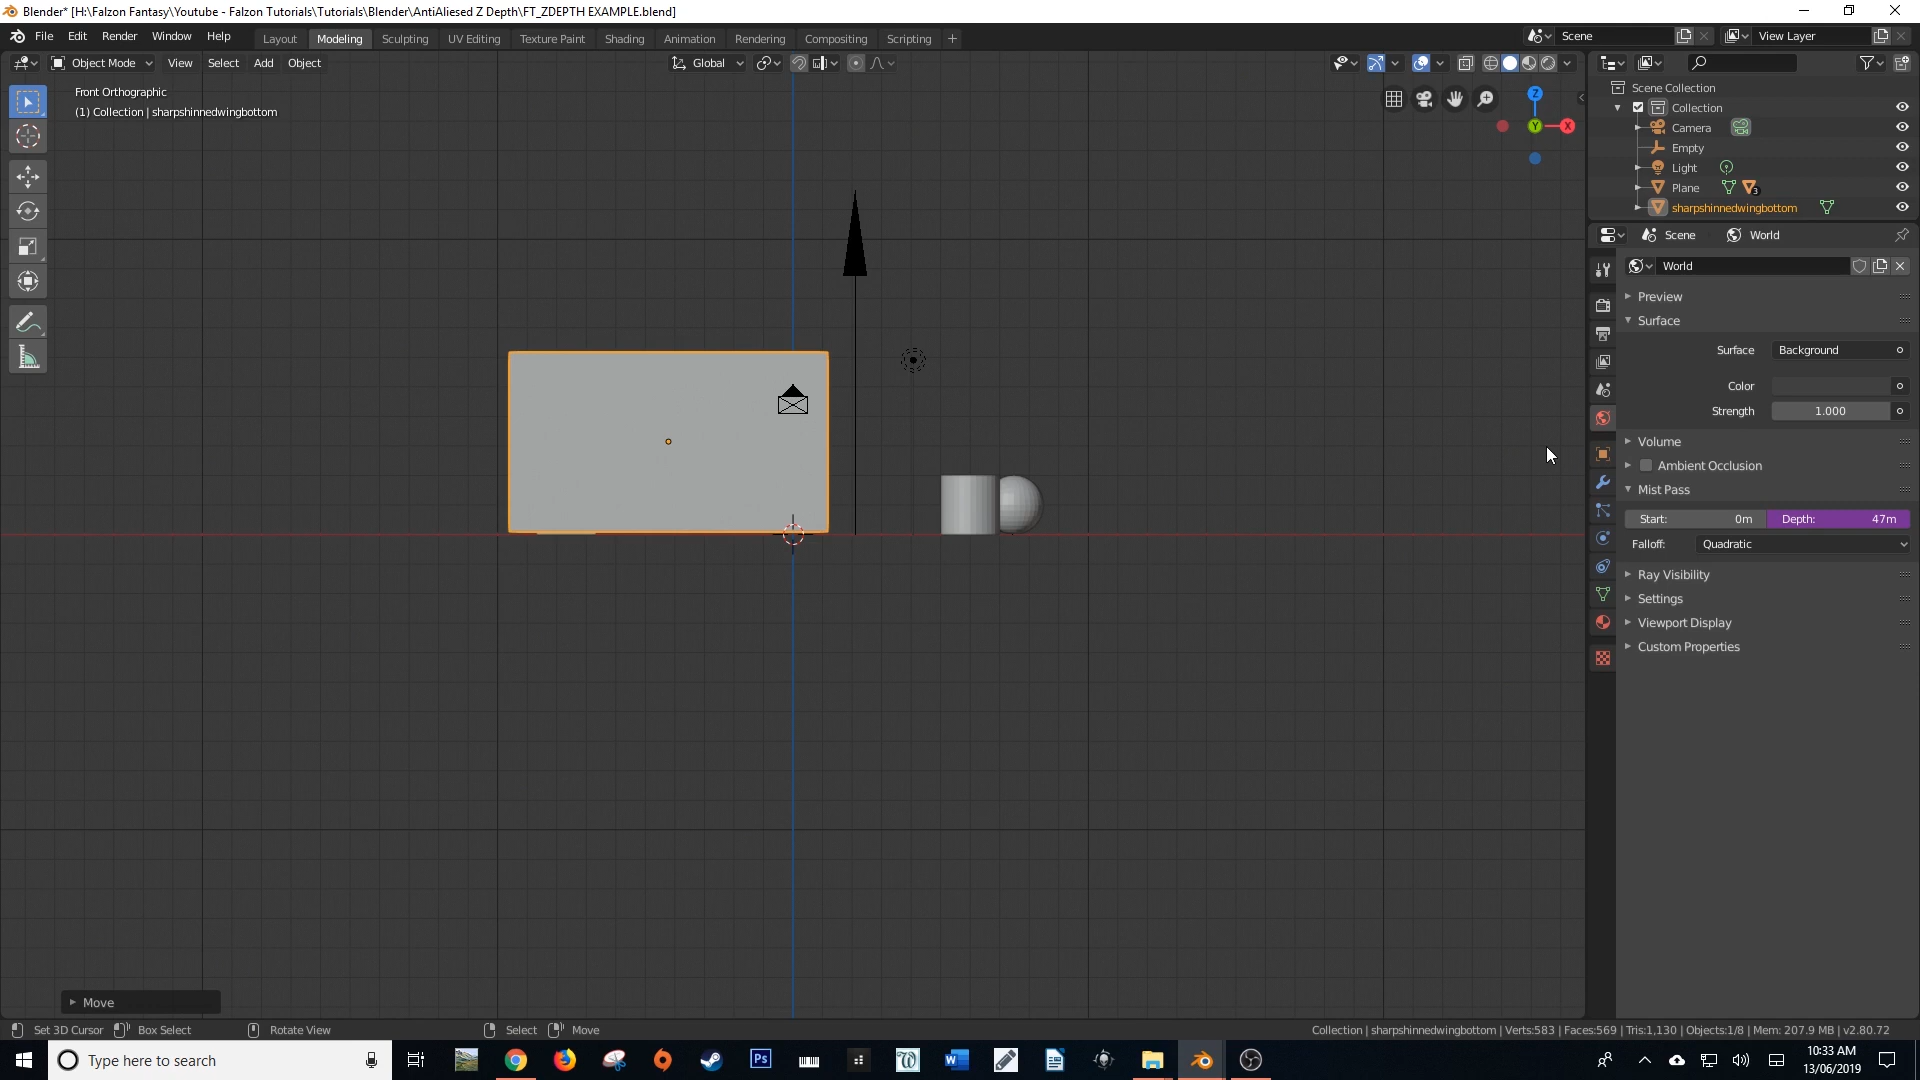 Blender* [H:\Falzon Fantasy\Youtube - Falzon Tutorials\Tutorials\Blender\AntiAliesed Z Depth\FT_ZDEPTH EXAMPLE.blend]
File Edit Render Window Help Layout Modeling Sculpting UV Editing Texture Paint Shading Animation Rendering Compositing Scripting + Scene View Layer
Object Mode View Select Add Object Global
Front Orthographic
(1) Collection | sharpshinnedwingbottom
Z
Y
X
Scene Collection
Collection
Camera
Empty
Light
Plane 3
sharpshinnedwingbottom
Scene World
World
Preview
Surface
Surface Background
Color
Strength 1.000
Volume
Ambient Occlusion
Mist Pass
Start: 0m Depth: 47m
Falloff: Quadratic
Ray Visibility
Settings
Viewport Display
Custom Properties
Move
Set 3D Cursor Box Select Rotate View Select Move Collection | sharpshinnedwingbottom | Verts:583 | Faces:569 | Tris:1,130 | Objects:1/8 | Mem: 207.9 MB | v2.80.72
Type here to search Ps W 10:33 AM
13/06/2019